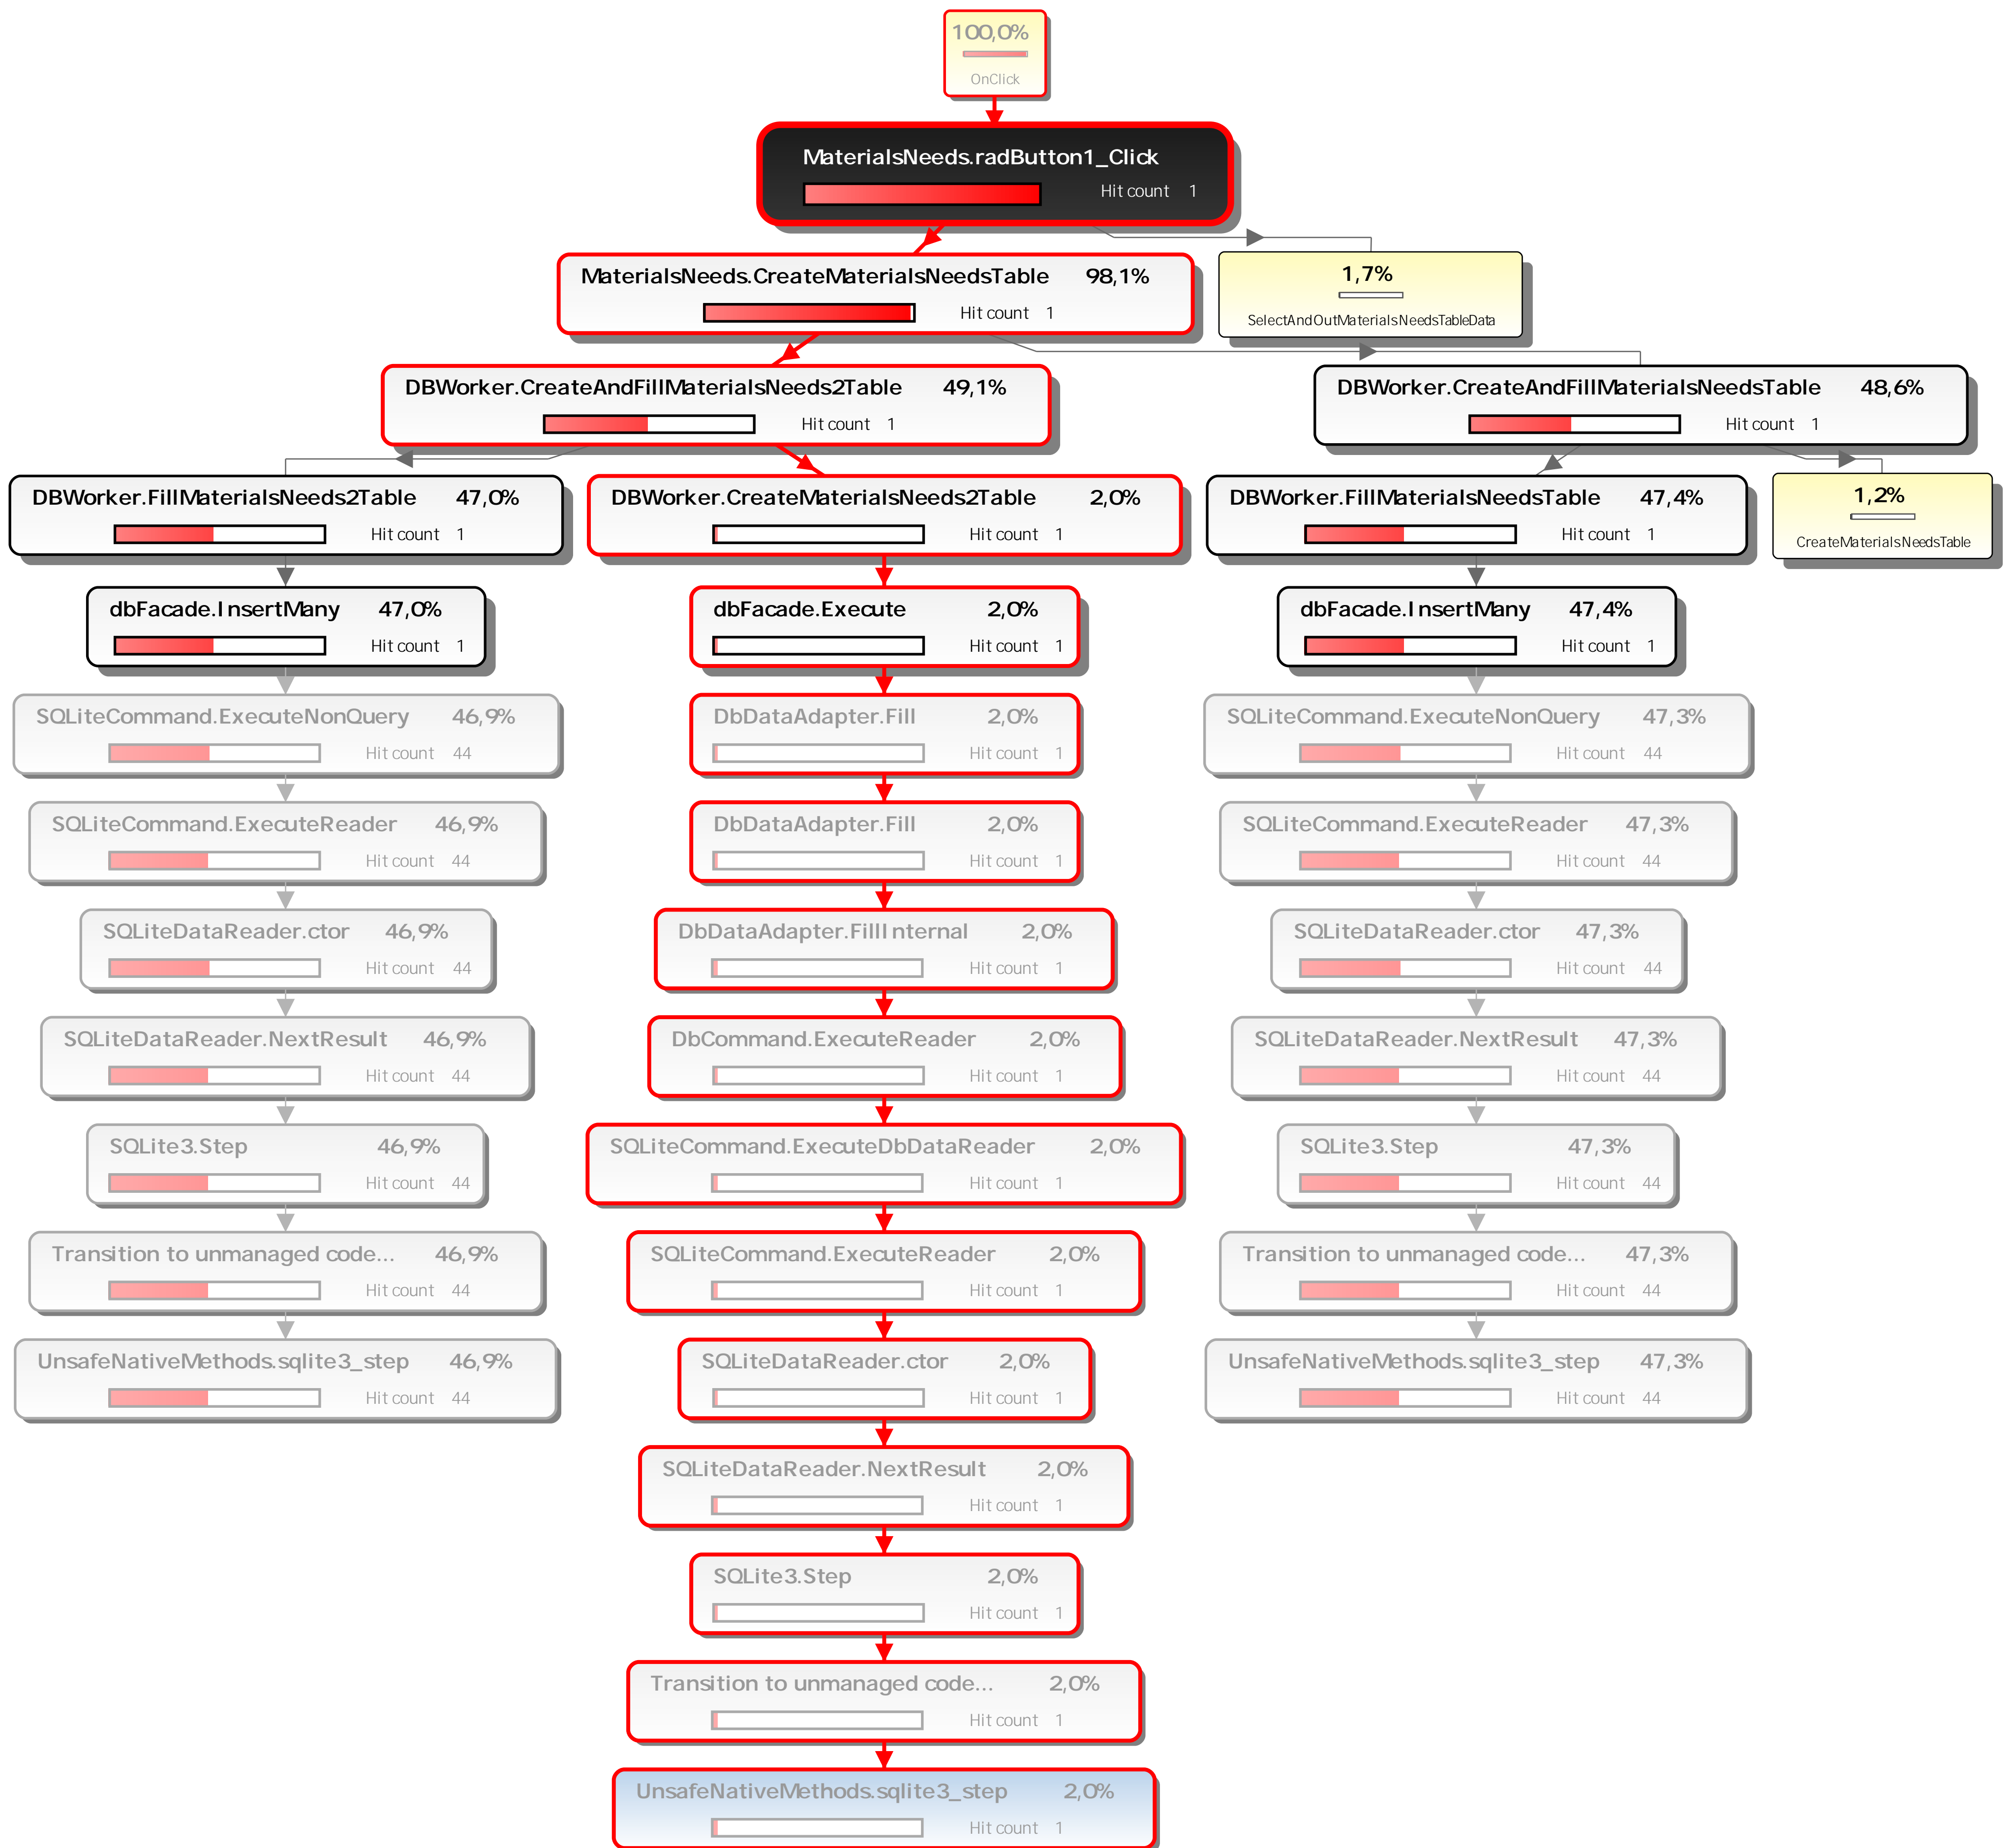 100,0%
OnClick
MaterialsNeeds.radButton1_Click
Hit count 1
MaterialsNeeds.CreateMaterialsNeedsTable 98,1%
Hit count 1
1,7%
SelectAndOutMaterialsNeedsTableData
DBWorker.CreateAndFillMaterialsNeeds2Table 49,1%
Hit count 1
DBWorker.CreateAndFillMaterialsNeedsTable 48,6%
Hit count 1
DBWorker.FillMaterialsNeeds2Table 47,0%
Hit count 1
DBWorker.CreateMaterialsNeeds2Table 2,0%
Hit count 1
DBWorker.FillMaterialsNeedsTable 47,4%
Hit count 1
1,2%
CreateMaterialsNeedsTable
dbFacade.InsertMany 47,0%
Hit count 1
dbFacade.Execute 2,0%
Hit count 1
dbFacade.InsertMany 47,4%
Hit count 1
SQLiteCommand.ExecuteNonQuery 46,9%
Hit count 44
DbDataAdapter.Fill 2,0%
Hit count 1
SQLiteCommand.ExecuteNonQuery 47,3%
Hit count 44
SQLiteCommand.ExecuteReader 46,9%
Hit count 44
DbDataAdapter.Fill 2,0%
Hit count 1
SQLiteCommand.ExecuteReader 47,3%
Hit count 44
SQLiteDataReader.ctor 46,9%
Hit count 44
DbDataAdapter.FillInternal 2,0%
Hit count 1
SQLiteDataReader.ctor 47,3%
Hit count 44
SQLiteDataReader.NextResult 46,9%
Hit count 44
DbCommand.ExecuteReader 2,0%
Hit count 1
SQLiteDataReader.NextResult 47,3%
Hit count 44
SQLite3.Step 46,9%
Hit count 44
SQLiteCommand.ExecuteDbDataReader 2,0%
Hit count 1
SQLite3.Step 47,3%
Hit count 44
Transition to unmanaged code... 46,9%
Hit count 44
SQLiteCommand.ExecuteReader 2,0%
Hit count 1
Transition to unmanaged code... 47,3%
Hit count 44
UnsafeNativeMethods.sqlite3_step 46,9%
Hit count 44
SQLiteDataReader.ctor 2,0%
Hit count 1
UnsafeNativeMethods.sqlite3_step 47,3%
Hit count 44
SQLiteDataReader.NextResult 2,0%
Hit count 1
SQLite3.Step 2,0%
Hit count 1
Transition to unmanaged code... 2,0%
Hit count 1
UnsafeNativeMethods.sqlite3_step 2,0%
Hit count 1